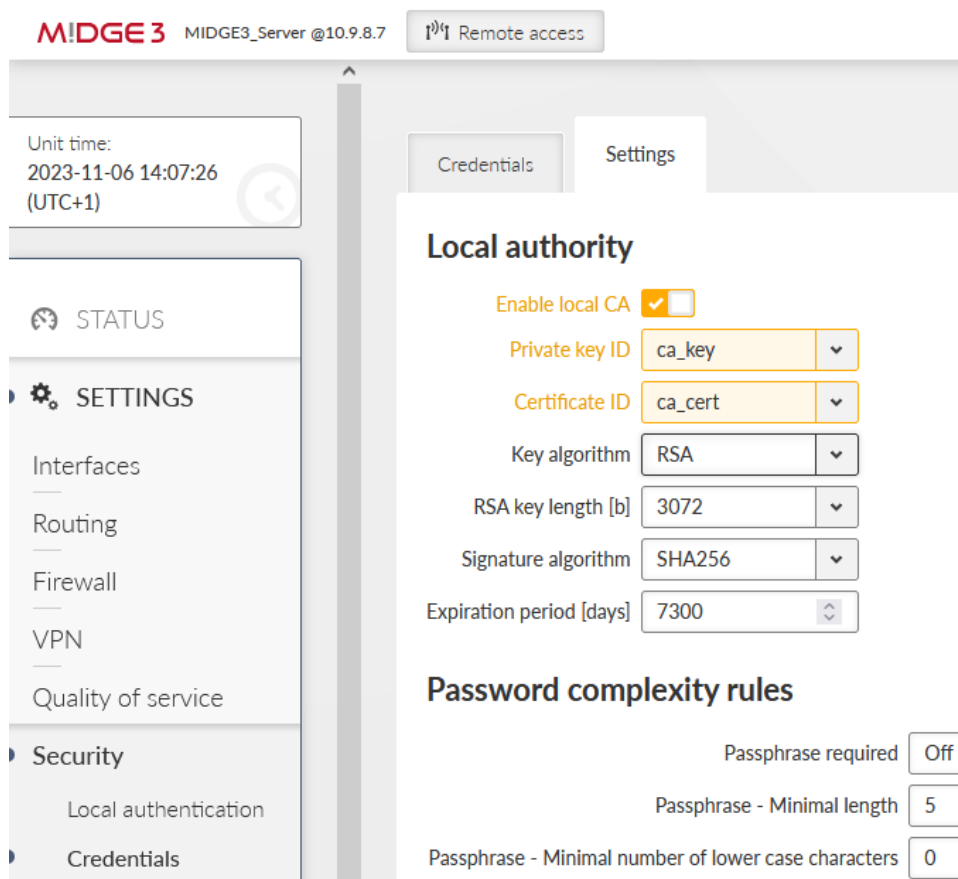 M!DGE 3 MIDGE3_Server @10.9.8.7 Remote access
Unit time:
2023-11-06 14:07:26
(UTC+1)
STATUS
SETTINGS
Interfaces
Routing
Firewall
VPN
Quality of service
Security
Local authentication
Credentials
Credentials Settings
Local authority
Enable local CA
Private key ID ca_key
Certificate ID ca_cert
Key algorithm RSA
RSA key length [b] 3072
Signature algorithm SHA256
Expiration period [days] 7300
Password complexity rules
Passphrase required Off
Passphrase - Minimal length 5
Passphrase - Minimal number of lower case characters 0